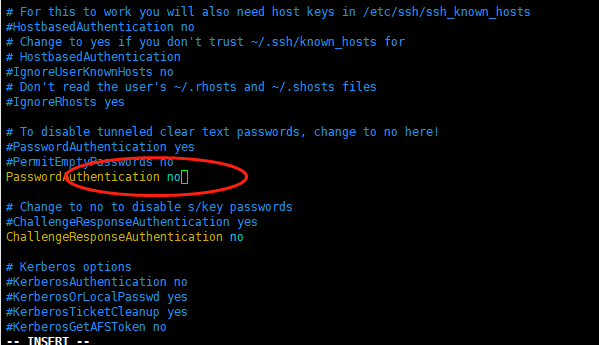 # For this to work you will also need host keys in /etc/ssh/ssh_known_hosts
#HostbasedAuthentication no
# Change to yes if you don't trust ~/.ssh/known_hosts for
# HostbasedAuthentication
#IgnoreUserKnownHosts no
# Don't read the user's ~/.rhosts and ~/.shosts files
#IgnoreRhosts yes
# To disable tunneled clear text passwords, change to no here!
#PasswordAuthentication yes
#PermitEmptyPasswords no
PasswordAuthentication no
# Change to no to disable s/key passwords
#ChallengeResponseAuthentication yes
ChallengeResponseAuthentication no
# Kerberos options
#KerberosAuthentication no
#KerberosOrLocalPasswd yes
#KerberosTicketCleanup yes
#KerberosGetAFSToken no
-- INSERT --